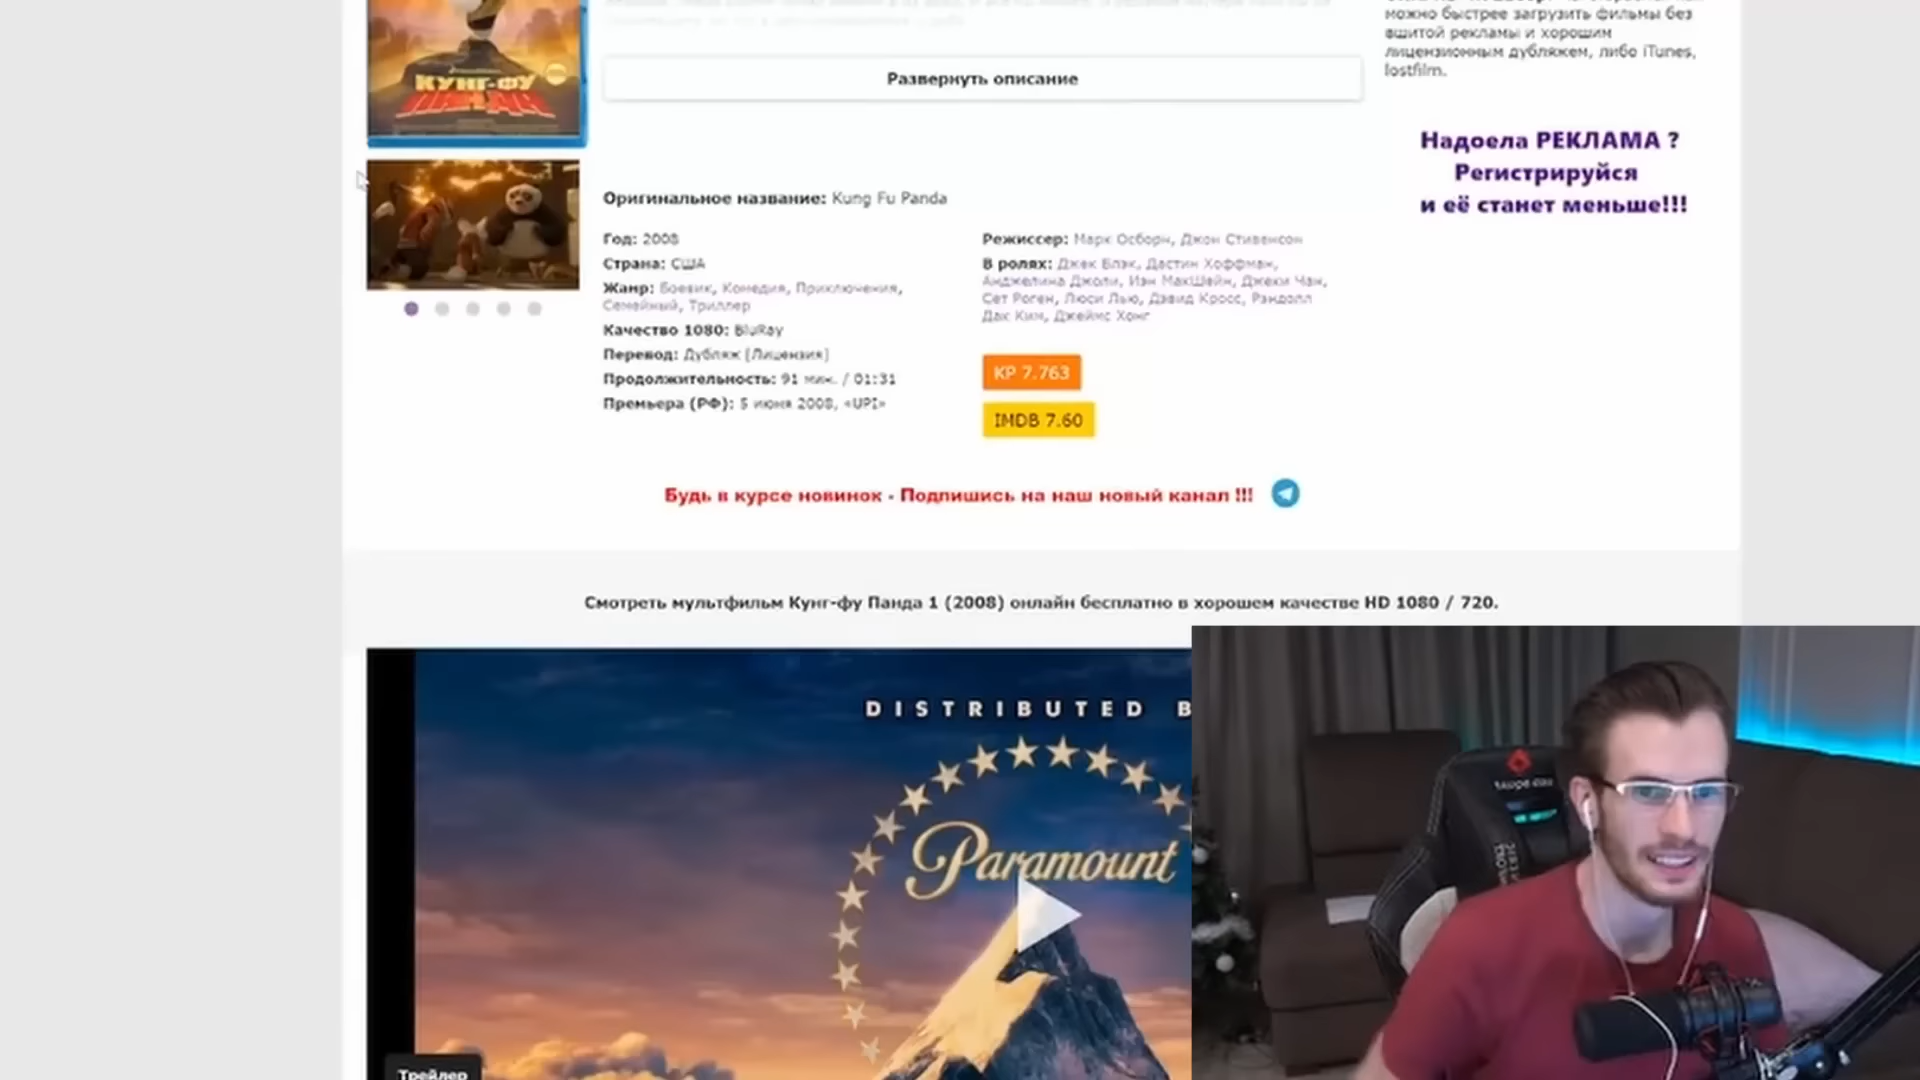 КУНГ-ФУ
ПАНДА
Развернуть описание
можно быстрее загрузить фильмы без
вшитой рекламы и хорошим
лицензионным дубляжем, либо iTunes,
lostfilm.
Надоела РЕКЛАМА ?
Регистрируйся
и её станет меньше!!!
Оригинальное название: Kung Fu Panda
Год: 2008
Страна: США
Жанр: Боевик, Комедия, Приключения,
Семейный, Триллер
Качество 1080: BluRay
Перевод: Дубляж (Лицензия)
Продолжительность: 91 мин. / 01:31
Премьера (РФ): 5 июня 2008, «UPI»
Режиссер: Марк Осборн, Джон Стивенсон
В ролях: Джек Блэк, Дастин Хоффман,
Анджелина Джоли, Иэн МакШейн, Джеки Чан,
Сет Роген, Люси Лью, Дэвид Кросс, Рэндолл
Дак Ким, Джеймс Хонг
KP 7.763
IMDB 7.60
Будь в курсе новинок - Подпишись на наш новый канал !!!
Смотреть мультфильм Кунг-фу Панда 1 (2008) онлайн бесплатно в хорошем качестве HD 1080 / 720.
DISTRIBUTED B
Paramount
Трейлер